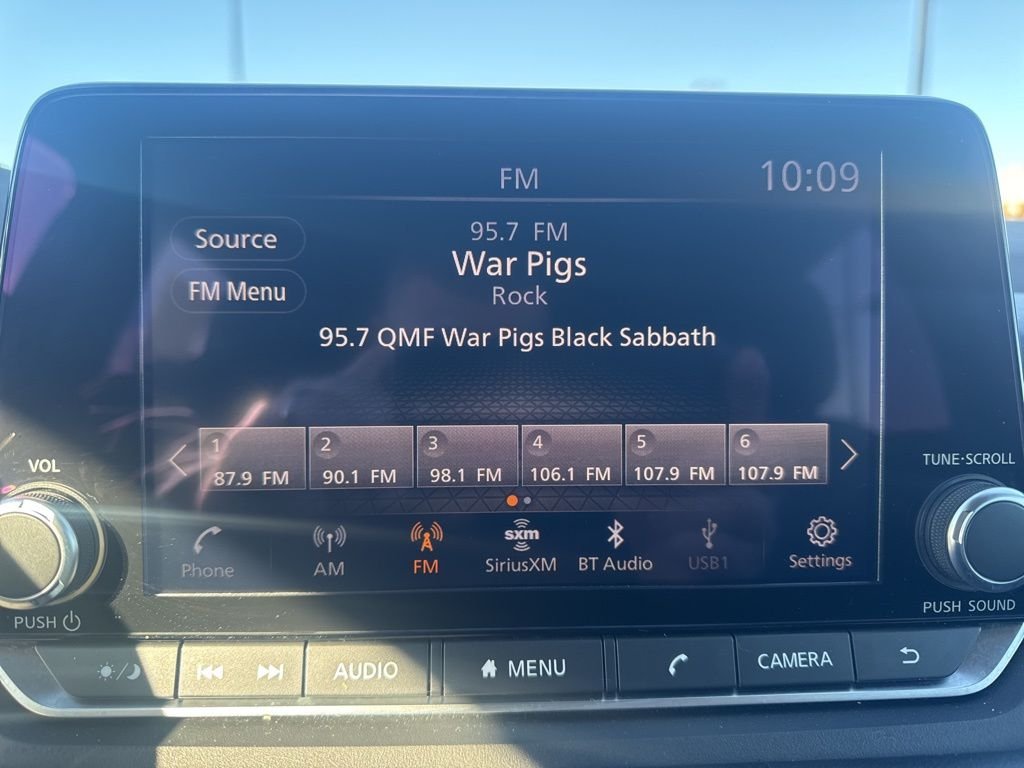 FM
10:09
Source
95.7 FM
War Pigs
FM Menu
Rock
95.7 QMF War Pigs Black Sabbath
1
2
3
4
5
6
87.9 FM
90.1 FM
98.1 FM
106.1 FM
107.9 FM
107.9 FM
VOL
TUNE·SCROLL
sxm
Phone
AM
FM
SiriusXM
BT Audio
USB1
Settings
PUSH
PUSH SOUND
AUDIO
MENU
CAMERA